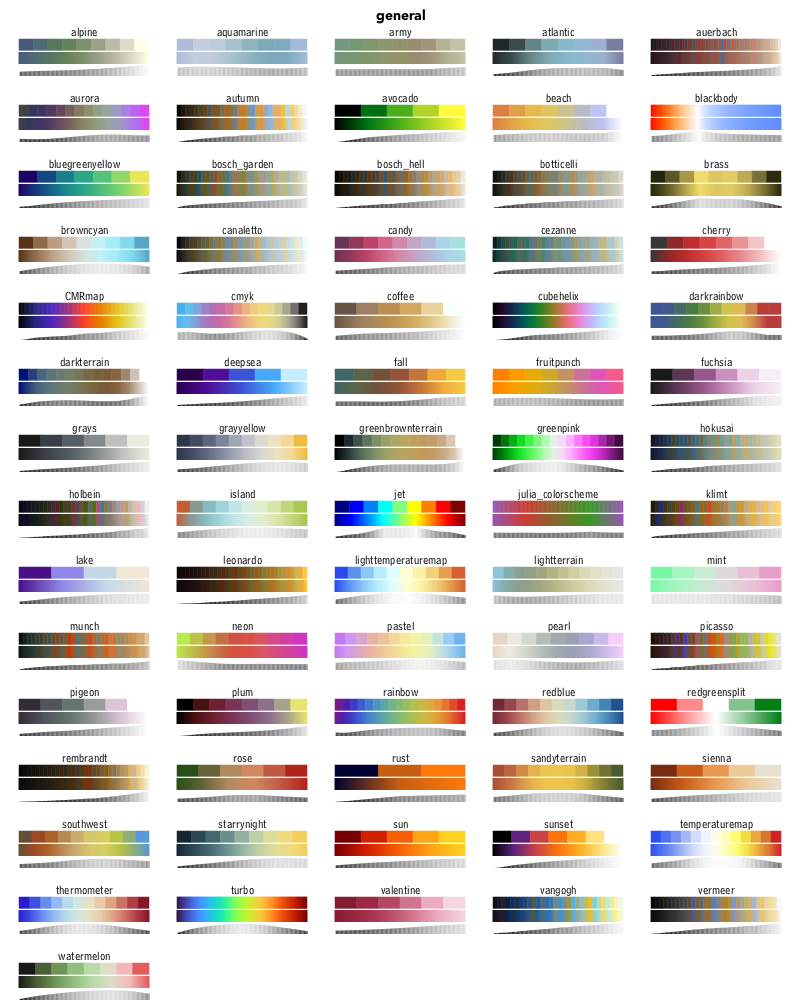 general
alpine aquamarine army atlantic auerbach
aurora autumn avocado beach blackbody
bluegreenyellow bosch_garden bosch_hell botticelli brass
browncyan canaletto candy cezanne cherry
CMRmap cmyk coffee cubehelix darkrainbow
darkterrain deepsea fall fruitpunch fuchsia
grays grayyellow greenbrownterrain greenpink hokusai
holbein island jet julia_colorscheme klimt
lake leonardo lighttemperaturemap lightterrain mint
munch neon pastel pearl picasso
pigeon plum rainbow redblue redgreensplit
rembrandt rose rust sandyterrain sienna
southwest starrynight sun sunset temperaturemap
thermometer turbo valentine vangogh vermeer
watermelon